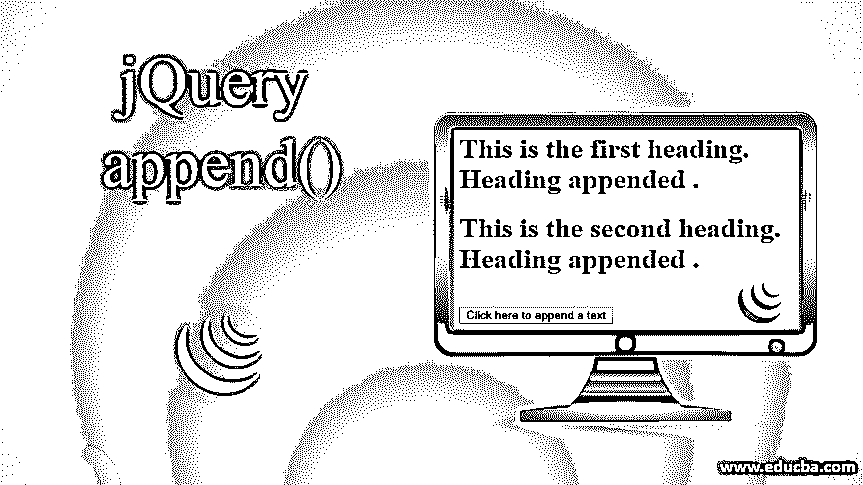 jQuery
append()
This is the first heading.
Heading appended .
This is the second heading.
Heading appended .
Click here to append a text
www.educba.com